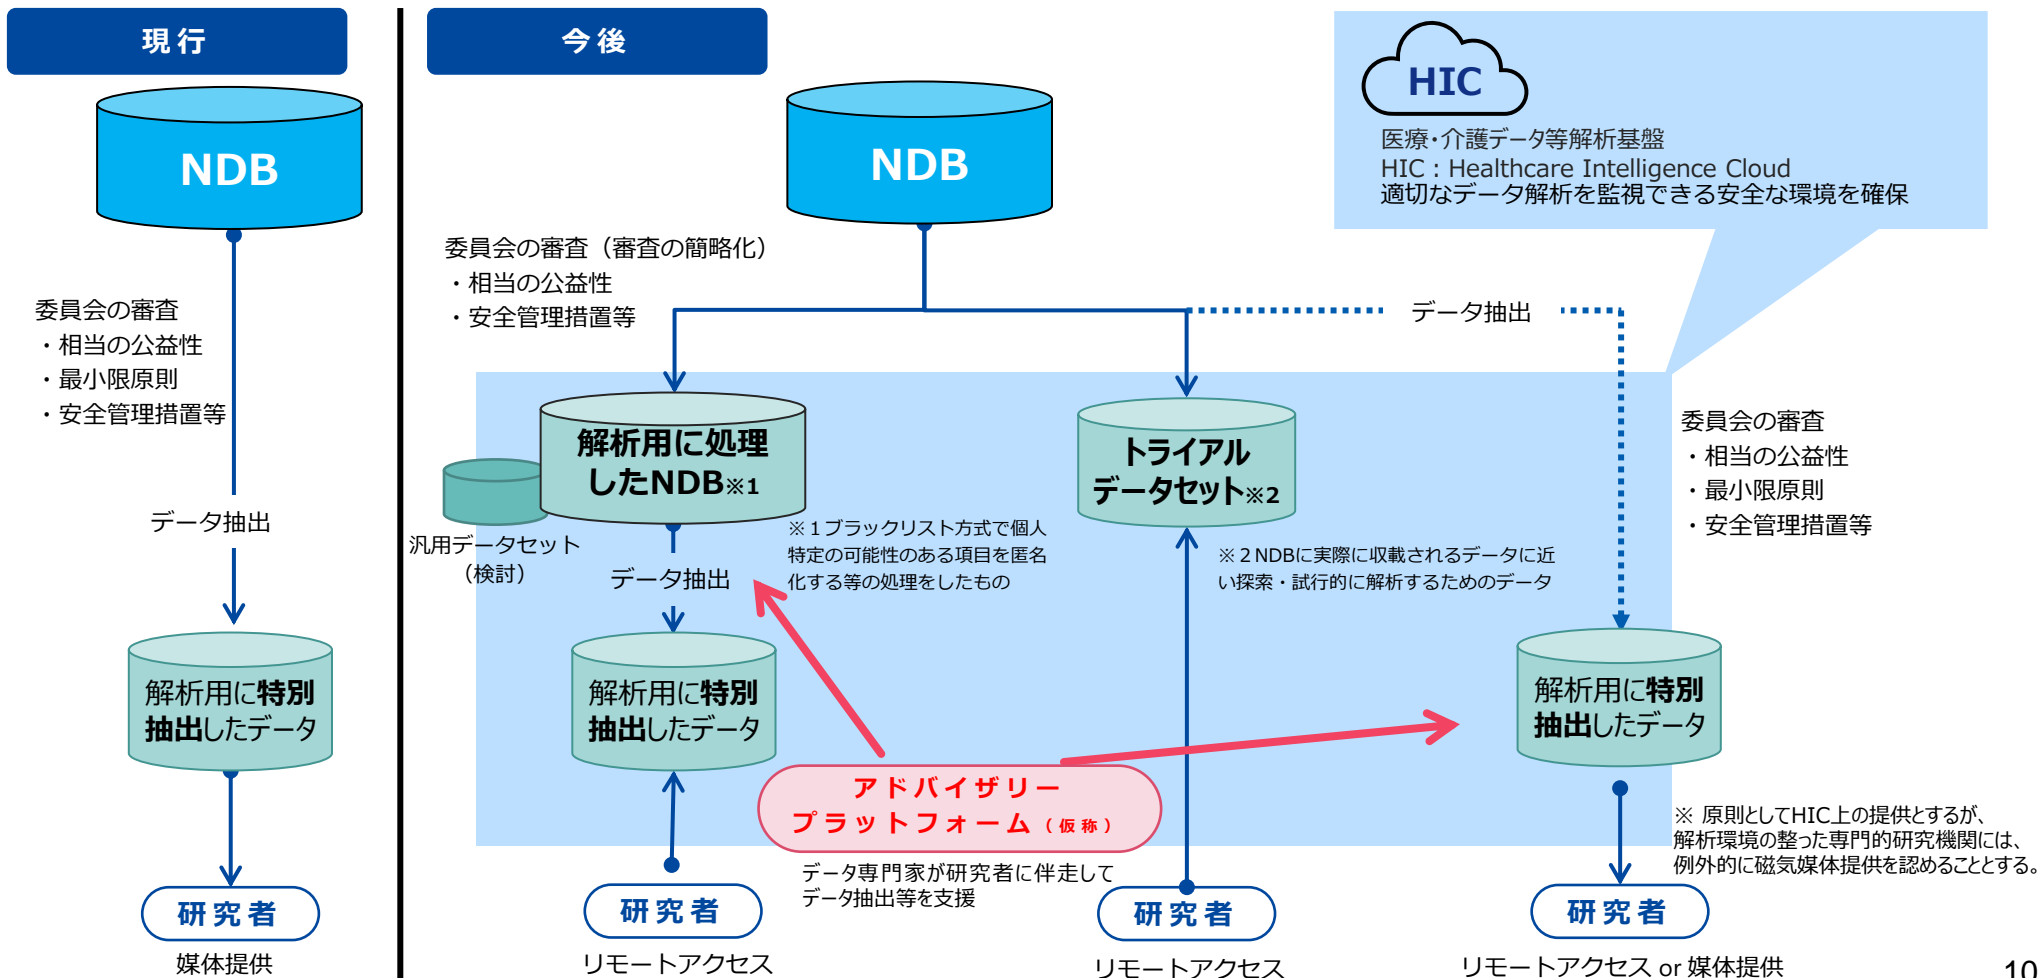 現行
NDB
委員会の審査
・相当の公益性
・最小限原則
・安全管理措置等
データ抽出
解析用に特別
抽出したデータ
研究者
媒体提供
今後
NDB
HIC
医療・介護データ等解析基盤
HIC：Healthcare Intelligence Cloud
適切なデータ解析を監視できる安全な環境を確保
委員会の審査（審査の簡略化）
・相当の公益性
・安全管理措置等
データ抽出
解析用に処理
したNDB※1
汎用データセット
（検討）
※１ブラックリスト方式で個人
特定の可能性のある項目を匿名
化する等の処理をしたもの
データ抽出
解析用に特別
抽出したデータ
トライアル
データセット※2
※２NDBに実際に収載されるデータに近
い探索・試行的に解析するためのデータ
委員会の審査
・相当の公益性
・最小限原則
・安全管理措置等
解析用に特別
抽出したデータ
アドバイザリー
プラットフォーム（仮称）
データ専門家が研究者に伴走して
データ抽出等を支援
※ 原則としてHIC上の提供とするが、
解析環境の整った専門的研究機関には、
例外的に磁気媒体提供を認めることとする。
研究者
リモートアクセス
研究者
リモートアクセス
研究者
リモートアクセス or 媒体提供
10